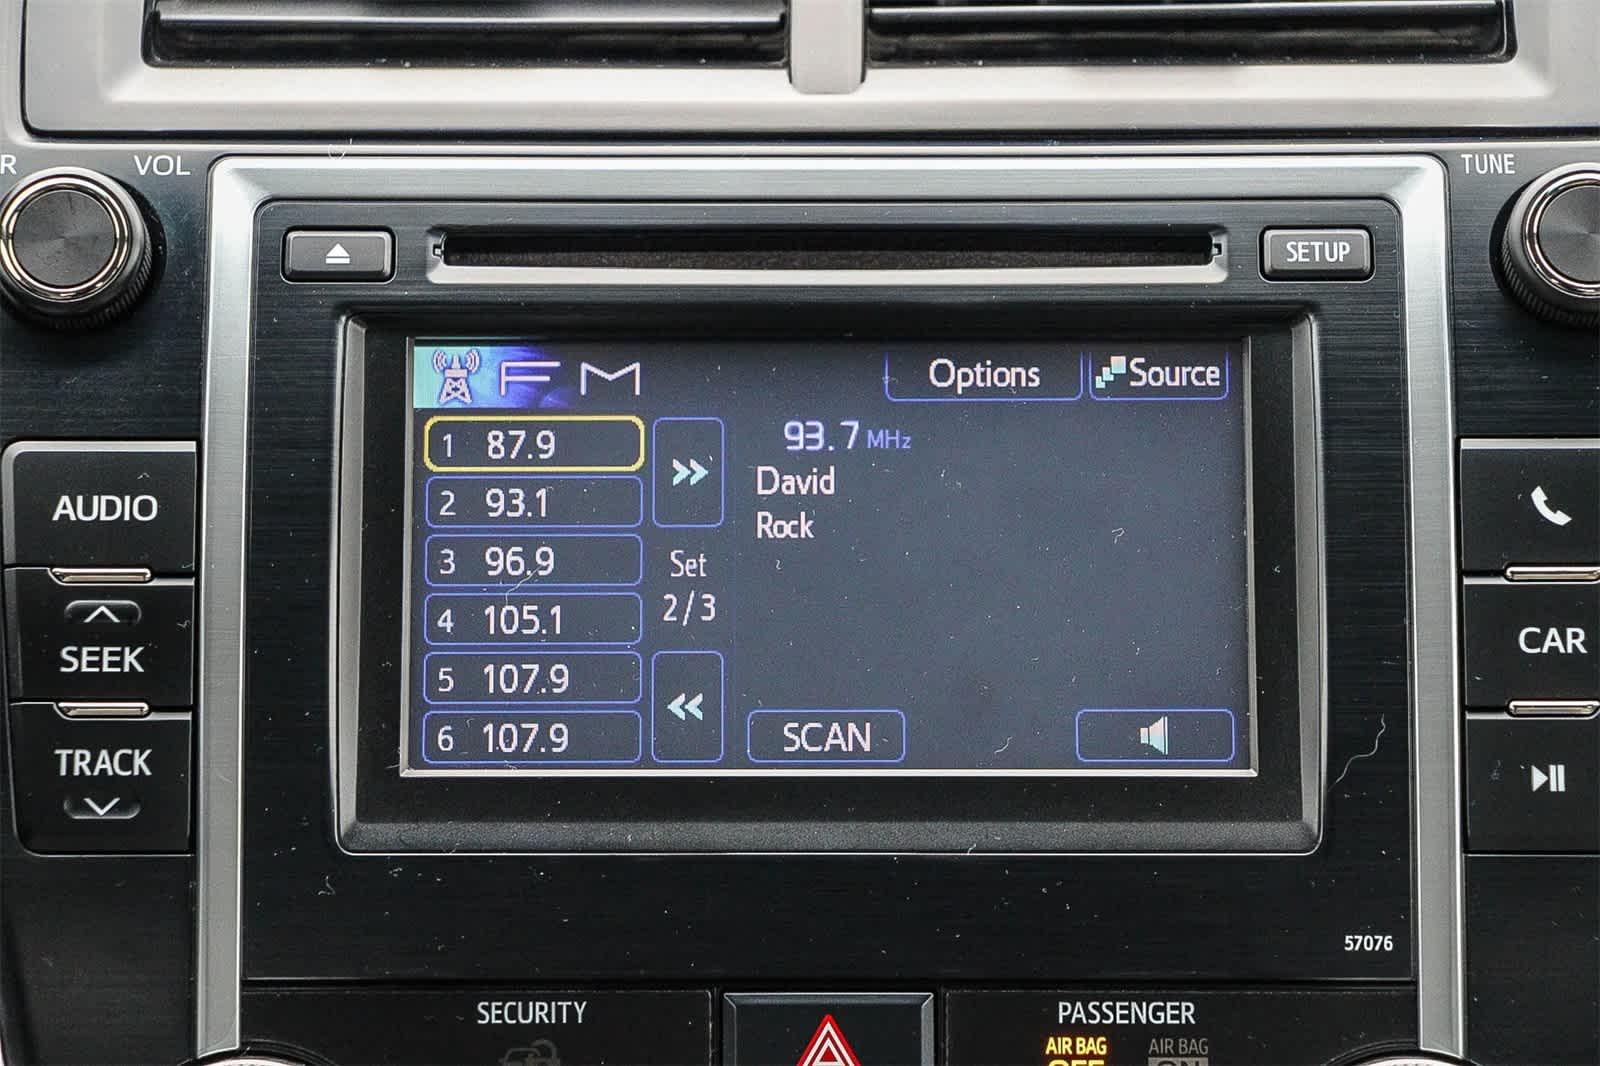 R VOL
TUNE
SETUP
FM
Options
Source
1 87.9
2 93.1
3 96.9
4 105.1
5 107.9
6 107.9
Set
2/3
93.7 MHz
David
Rock
SCAN
AUDIO
SEEK
TRACK
CAR
57076
SECURITY
PASSENGER
AIR BAG
OFF
AIR BAG
ON